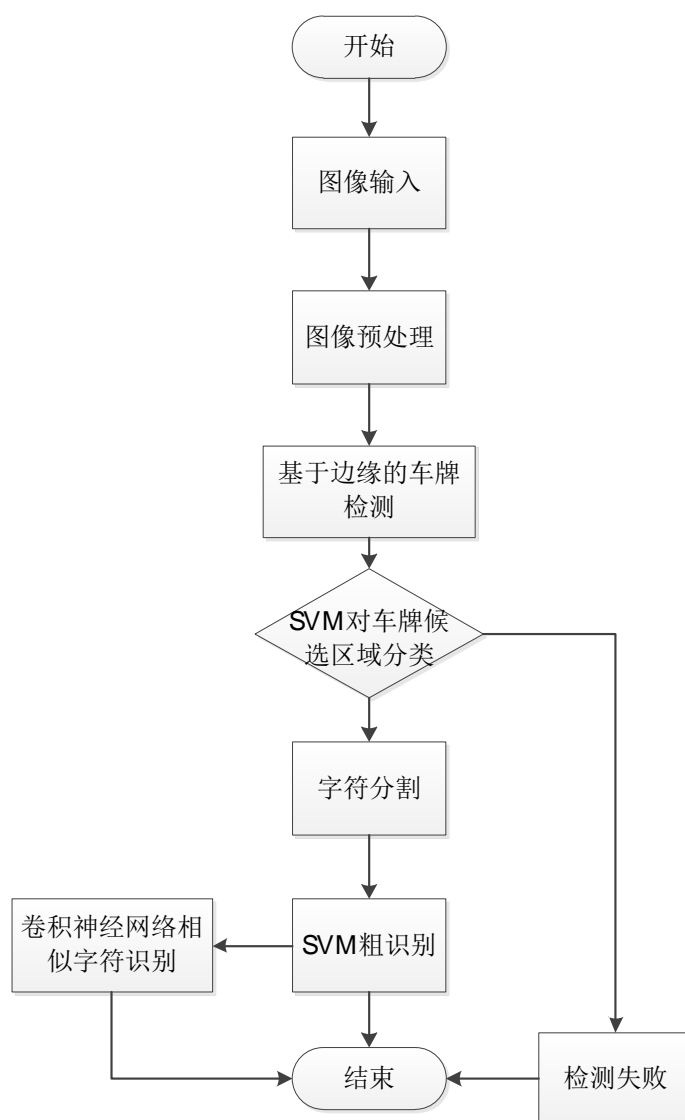 开始
图像输入
图像预处理
基于边缘的车牌
检测
SVM对车牌候
选区域分类
字符分割
卷积神经网络相
似字符识别
SVM粗识别
结束
检测失败